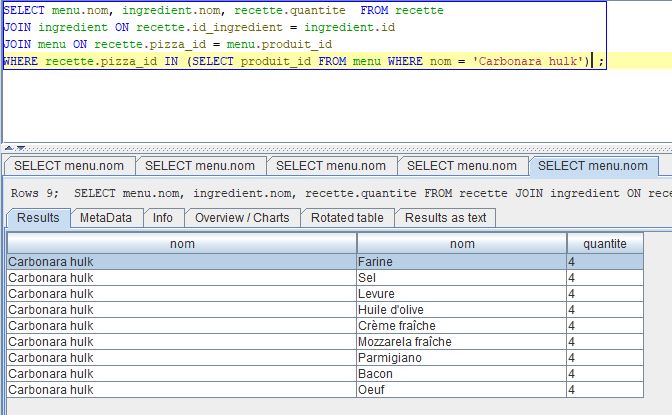 SELECT menu.nom, ingredient.nom, recette.quantite  FROM recette
JOIN ingredient ON recette.id_ingredient = ingredient.id
JOIN menu ON recette.pizza_id = menu.produit_id
WHERE recette.pizza_id IN (SELECT produit_id FROM menu WHERE nom = 'Carbonara hulk') ;
SELECT menu.nom SELECT menu.nom SELECT menu.nom SELECT menu.nom SELECT menu.nom
Rows 9;  SELECT menu.nom, ingredient.nom, recette.quantite FROM recette JOIN ingredient ON rece
Results MetaData Info Overview / Charts Rotated table Results as text
nom nom quantite
Carbonara hulk Farine 4
Carbonara hulk Sel 4
Carbonara hulk Levure 4
Carbonara hulk Huile d'olive 4
Carbonara hulk Crème fraîche 4
Carbonara hulk Mozzarela fraîche 4
Carbonara hulk Parmigiano 4
Carbonara hulk Bacon 4
Carbonara hulk Oeuf 4